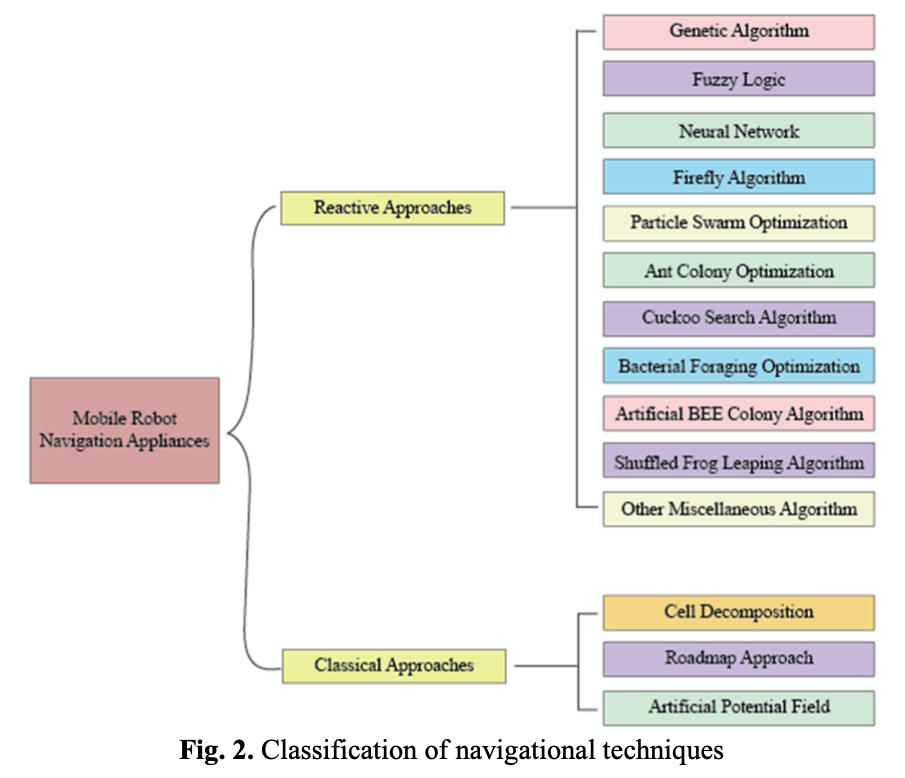 Genetic Algorithm
Fuzzy Logic
Neural Network
Firefly Algorithm
Reactive Approaches
Particle Swarm Optimization
Ant Colony Optimization
Cuckoo Search Algorithm
Bacterial Foraging Optimization
Mobile Robot
Navigation Appliances
Artificial BEE Colony Algorithm
Shuffled Frog Leaping Algorithm
Other Miscellaneous Algorithm
Cell Decomposition
Classical Approaches
Roadmap Approach
Artificial Potential Field
Fig. 2. Classification of navigational techniques